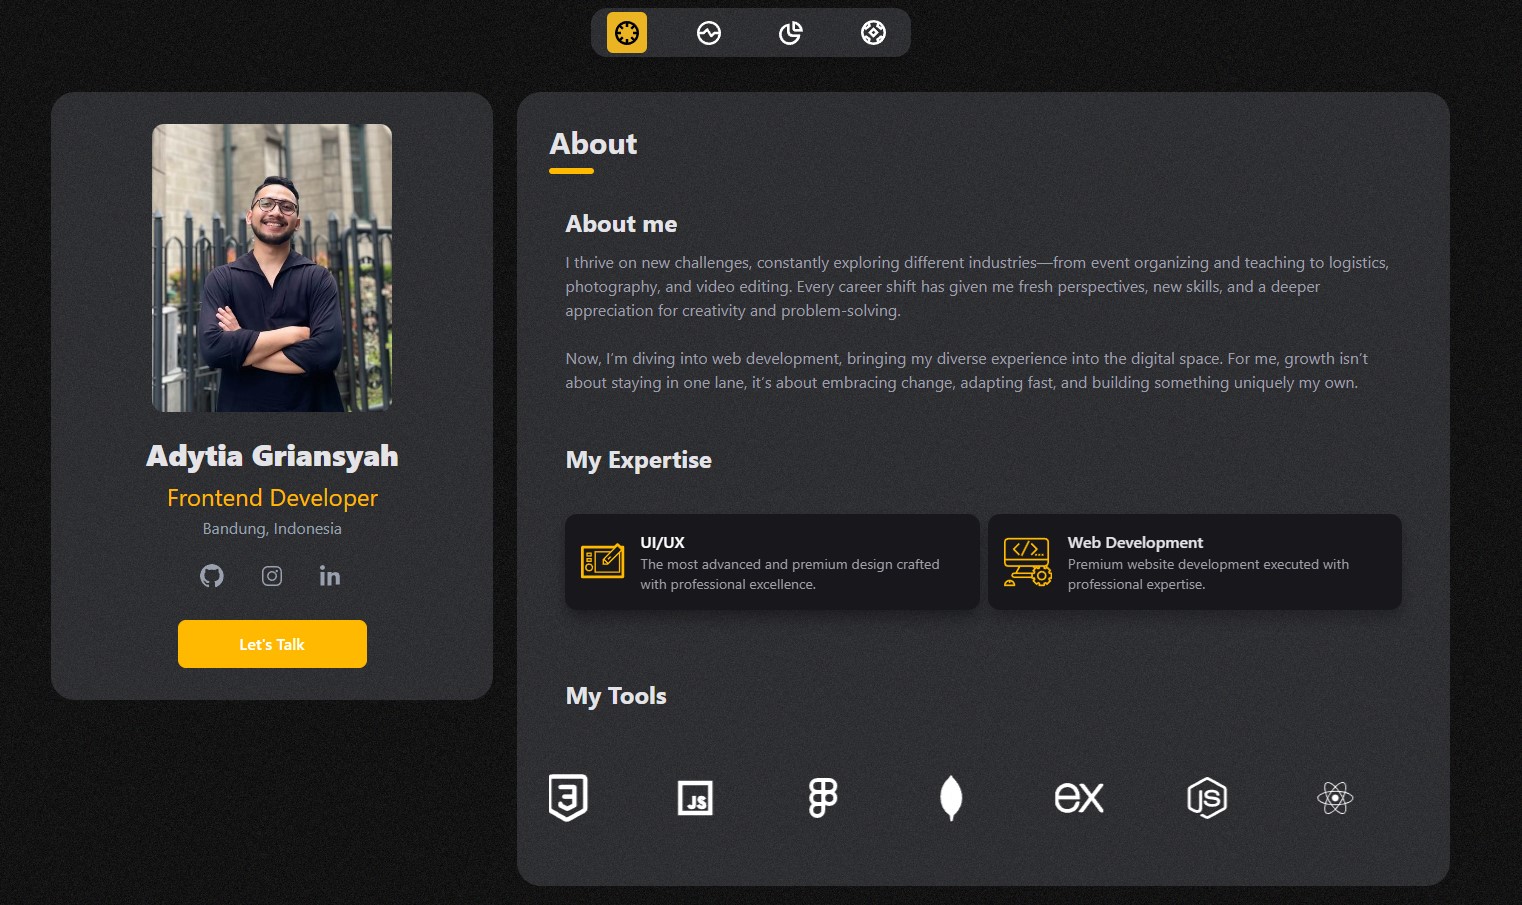 Adytia Griansyah
Frontend Developer
Bandung, Indonesia
in
Let's Talk
About
About me
I thrive on new challenges, constantly exploring different industries—from event organizing and teaching to logistics,
photography, and video editing. Every career shift has given me fresh perspectives, new skills, and a deeper
appreciation for creativity and problem-solving.
Now, I’m diving into web development, bringing my diverse experience into the digital space. For me, growth isn’t
about staying in one lane, it’s about embracing change, adapting fast, and building something uniquely my own.
My Expertise
UI/UX
The most advanced and premium design crafted
with professional excellence.
</>...
Web Development
Premium website development executed with
professional expertise.
My Tools
3 JS ex JS